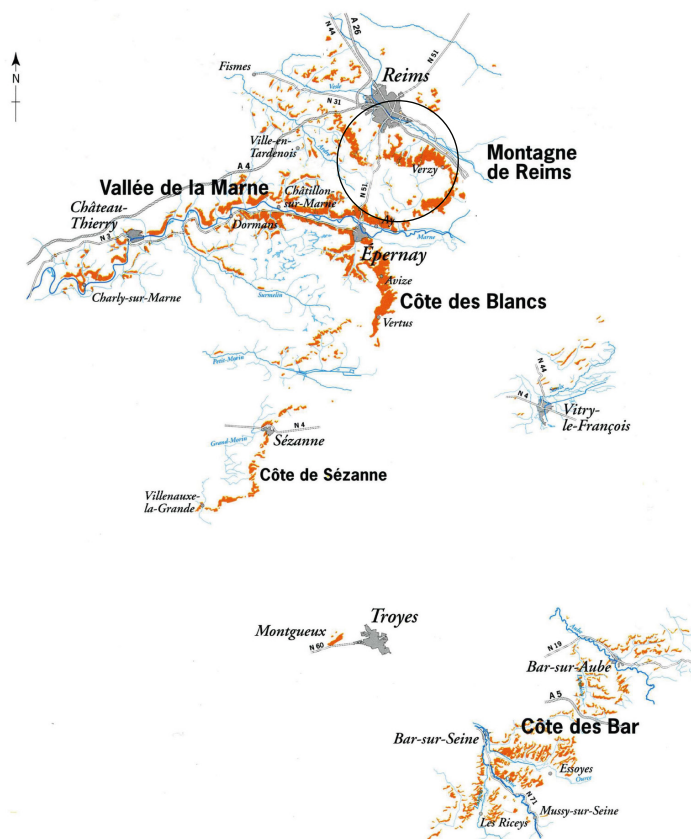 N 44
A 26
N 51
N
Fismes
Reims
Vesle
N 31
Ville-en-
Tardenois
A 4
Montagne
de Reims
Verzy
Vallée de la Marne
Châtillon-
sur-Marne
N 51
Château-
Thierry
N 3
Dormans
Ay
Marne
Épernay
Charly-sur-Marne
Surmelin
Avize
Côte des Blancs
Vertus
Petit-Morin
N 44
N 4
Vitry-
le-François
N 4
Sézanne
Grand-Morin
Côte de Sézanne
Villenauxe-
la-Grande
Troyes
Montgueux
N 60
Aube
N 19
Bar-sur-Aube
A 5
Côte des Bar
Bar-sur-Seine
Essoyes
Ource
N 71
Mussy-sur-Seine
Les Riceys